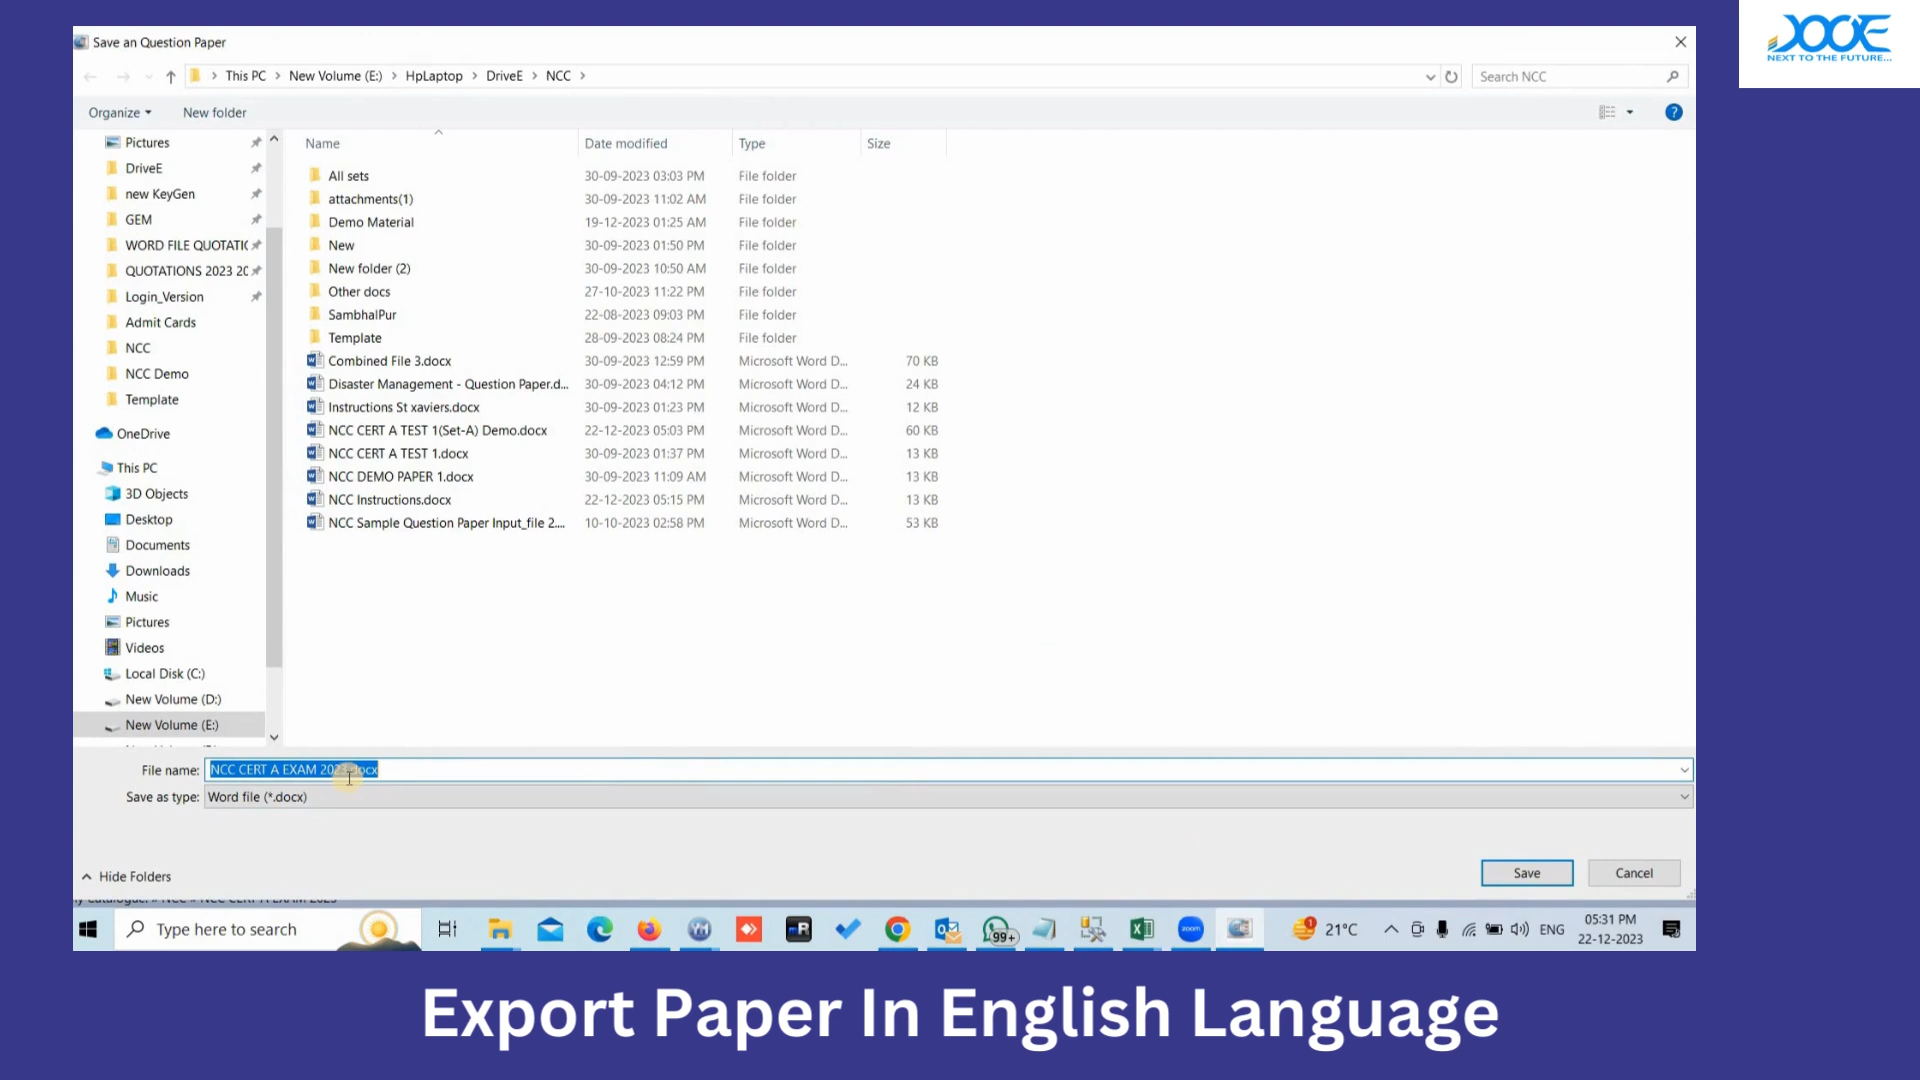 Save an Question Paper
NEXT TO THE FUTURE...
This PC > New Volume (E:) > HpLaptop > DriveE > NCC >
Search NCC
Organize
New folder
Name
Date modified
Type
Size
Pictures
DriveE
new KeyGen
GEM
WORD FILE QUOTATIC
QUOTATIONS 2023 2C
Login_Version
Admit Cards
NCC
NCC Demo
Template
OneDrive
This PC
3D Objects
Desktop
Documents
Downloads
Music
Pictures
Videos
Local Disk (C:)
New Volume (D:)
New Volume (E:)
All sets 30-09-2023 03:03 PM File folder
attachments(1) 30-09-2023 11:02 AM File folder
Demo Material 19-12-2023 01:25 AM File folder
New 30-09-2023 01:50 PM File folder
New folder (2) 30-09-2023 10:50 AM File folder
Other docs 27-10-2023 11:22 PM File folder
SambhalPur 22-08-2023 09:03 PM File folder
Template 28-09-2023 08:24 PM File folder
Combined File 3.docx 30-09-2023 12:59 PM Microsoft Word D... 70 KB
Disaster Management - Question Paper.d... 30-09-2023 04:12 PM Microsoft Word D... 24 KB
Instructions St xaviers.docx 30-09-2023 01:23 PM Microsoft Word D... 12 KB
NCC CERT A TEST 1(Set-A) Demo.docx 22-12-2023 05:03 PM Microsoft Word D... 60 KB
NCC CERT A TEST 1.docx 30-09-2023 01:37 PM Microsoft Word D... 13 KB
NCC DEMO PAPER 1.docx 30-09-2023 11:09 AM Microsoft Word D... 13 KB
NCC Instructions.docx 22-12-2023 05:15 PM Microsoft Word D... 13 KB
NCC Sample Question Paper Input_file 2.... 10-10-2023 02:58 PM Microsoft Word D... 53 KB
File name: NCC CERT A EXAM 2023.docx
Save as type: Word file (*.docx)
Hide Folders
Save
Cancel
Type here to search
99+
zoom
1
21°C
ENG
05:31 PM
22-12-2023
Export Paper In English Language